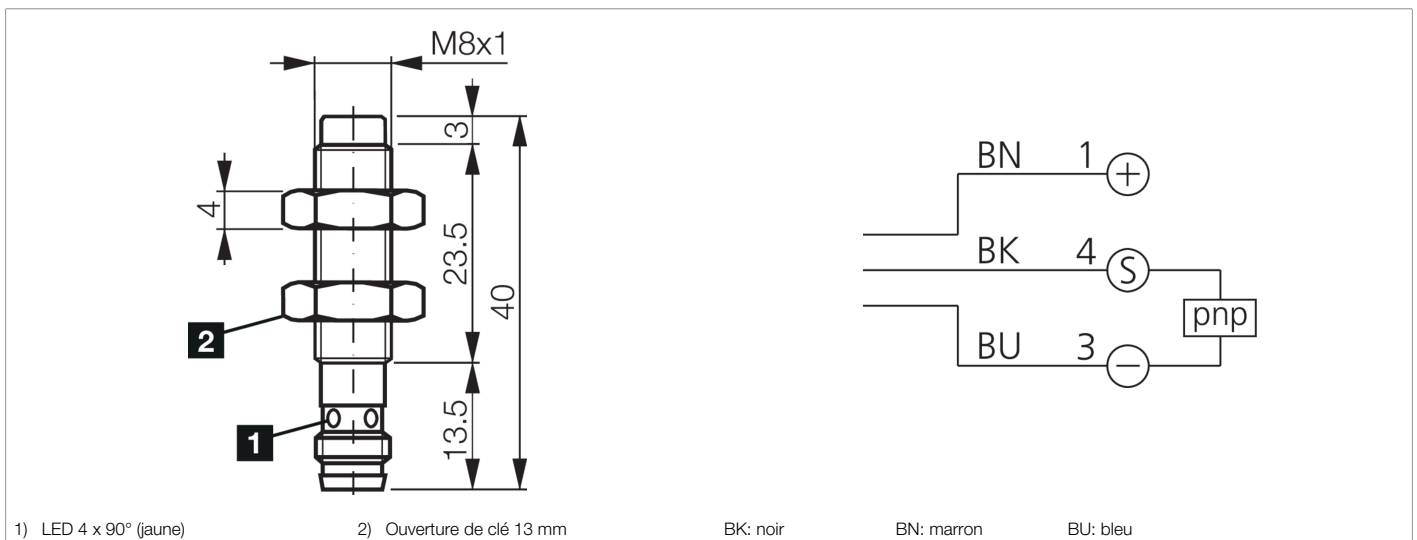 M8x1
3
4
23.5
40
2
1
13.5
BN 1 +
BK 4 S
pnp
BU 3 −
1) LED 4 x 90° (jaune) 2) Ouverture de clé 13 mm BK: noir BN: marron BU: bleu